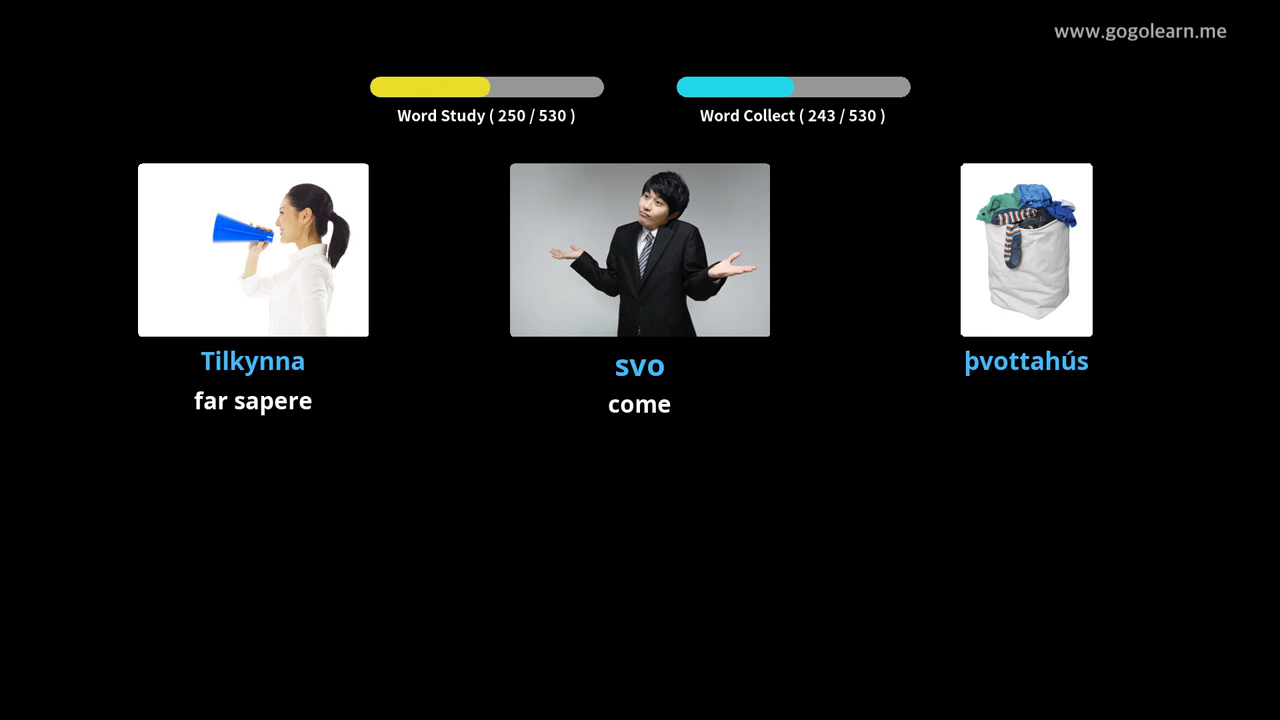 www.gogolearn.me
Word Study ( 250 / 530 )
Word Collect ( 243 / 530 )
Tilkynna
far sapere
svo
come
þvottahús